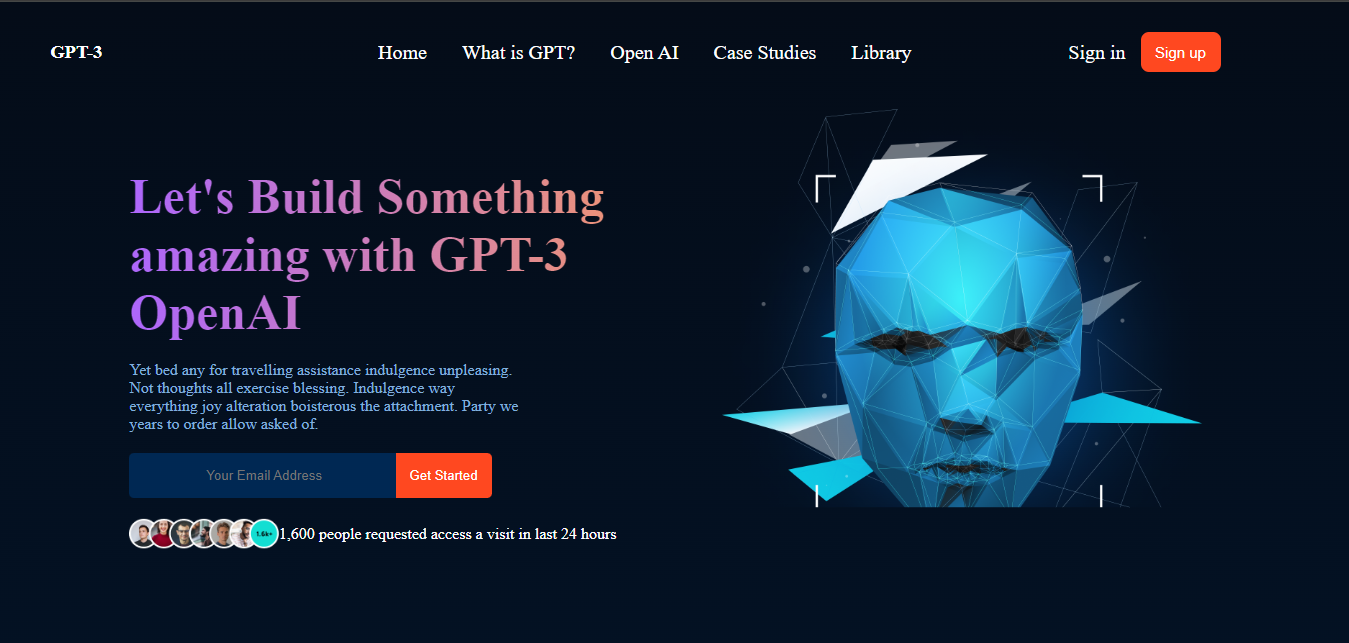 GPT-3
Home
What is GPT?
Open AI
Case Studies
Library
Sign in
Sign up
Let's Build Something
amazing with GPT-3
OpenAI
Yet bed any for travelling assistance indulgence unpleasing.
Not thoughts all exercise blessing. Indulgence way
everything joy alteration boisterous the attachment. Party we
years to order allow asked of.
Your Email Address
Get Started
1.6k+
1,600 people requested access a visit in last 24 hours